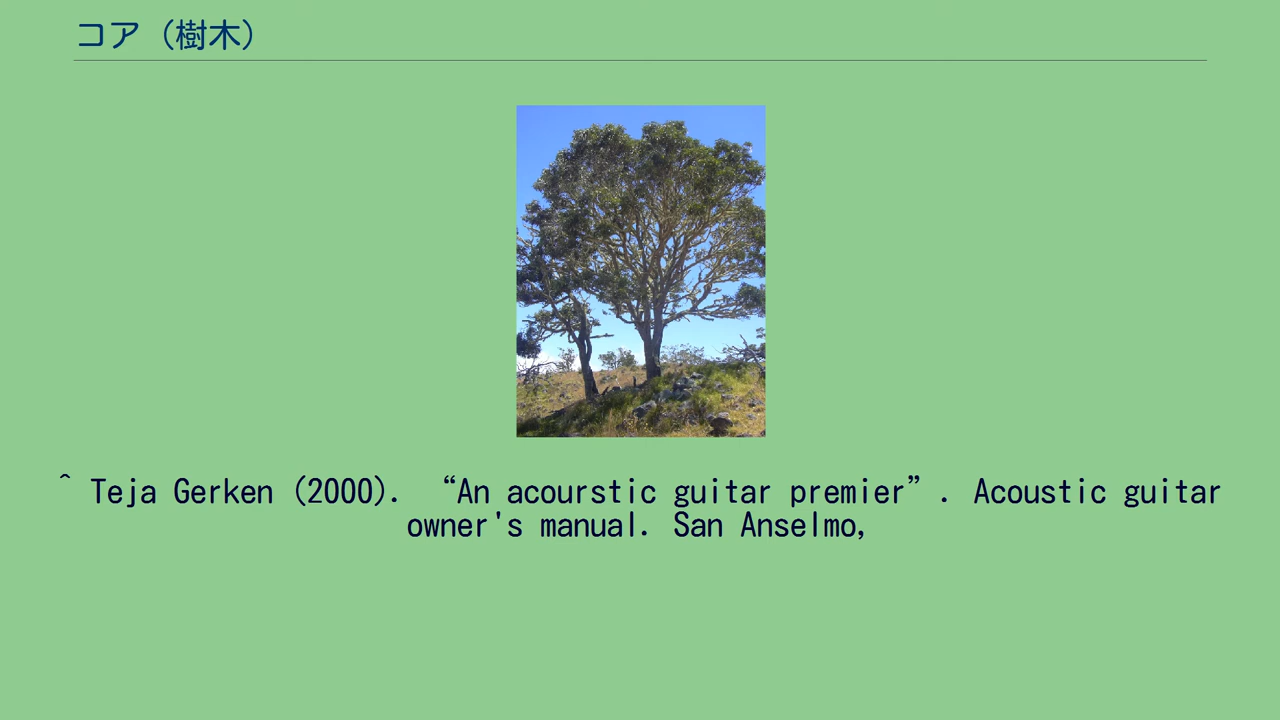 コア（樹木）
^ Teja Gerken (2000). “An acourstic guitar premier”. Acoustic guitar
owner's manual. San Anselmo,